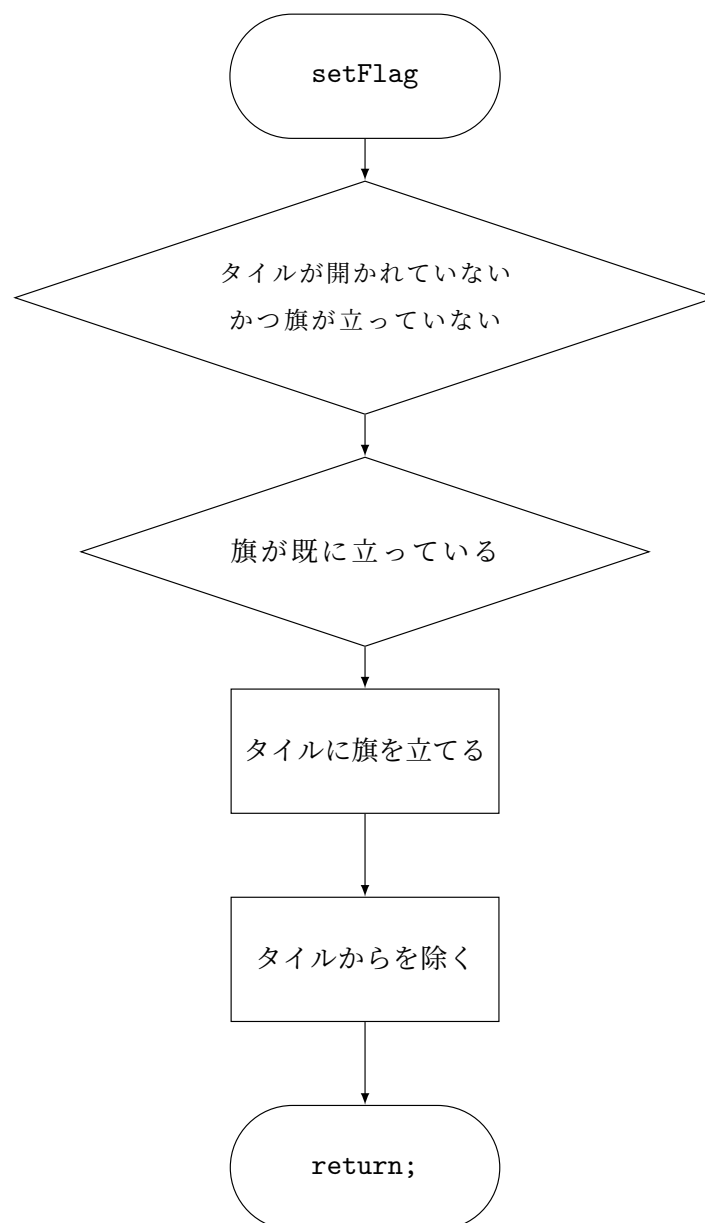 setFlag
タイルが開かれていない
かつ旗が立っていない
旗が既に立っている
タイルに旗を立てる
タイルからを除く
return;